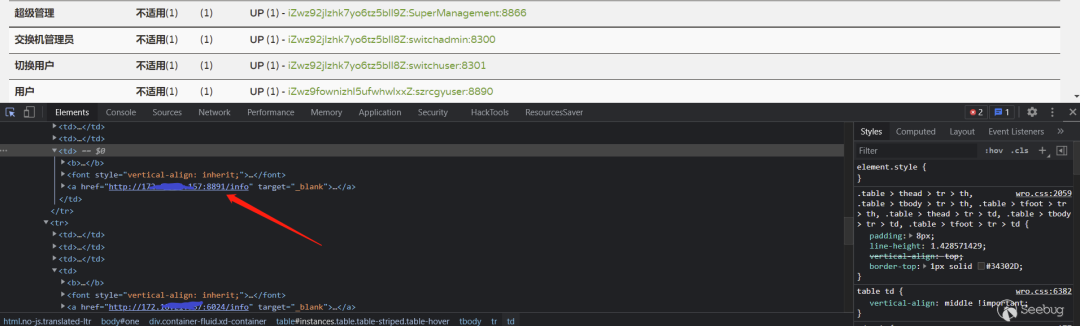 超级管理 不适用(1) (1) UP (1) - iZwz92jlzhk7yo6tz5bll9Z:SuperManagement:8866
交换机管理员 不适用(1) (1) UP (1) - iZwz92jlzhk7yo6tz5bll8Z:switchadmin:8300
切换用户 不适用(1) (1) UP (1) - iZwz92jlzhk7yo6tz5bll8Z:switchuser:8301
用户 不适用(1) (1) UP (1) - iZwz9fownizhl5ufwhwlxxZ:szrcgyuser:8890
Elements Console Sources Network Performance Memory Application Security HackTools ResourcesSaver 2 1
▶<td>…</td>
▶<td>…</td>
▼<td> == $0
▶<b>…</b>
▶<font style="vertical-align: inherit;">…</font>
▶<a href="http://172. .157:8891/info" target="_blank">…</a>
</td>
</tr>
▼<tr>
▶<td>…</td>
▶<td>…</td>
▶<td>…</td>
▼<td>
▶<b>…</b>
▶<font style="vertical-align: inherit;">…</font>
▶<a href="http://172. 57:6024/info" target="_blank">…</a>
html.no-js.translated-ltr body#one div.container-fluid.xd-container table#instances.table.table-striped.table-hover tbody tr td
Styles Computed Layout Event Listeners »
Filter :hov .cls +
element.style {
}
.table > thead > tr > th, wro.css:2059
.table > tbody > tr > th, .table > tfoot > tr
> th, .table > thead > tr > td, .table > tbody
> tr > td, .table > tfoot > tr > td {
padding:▶ 8px;
line-height: 1.428571429;
vertical-align: top;
border-top:▶ 1px solid #34302D;
}
table td { wro.css:6382
vertical-align: middle !important;
}
Seebug